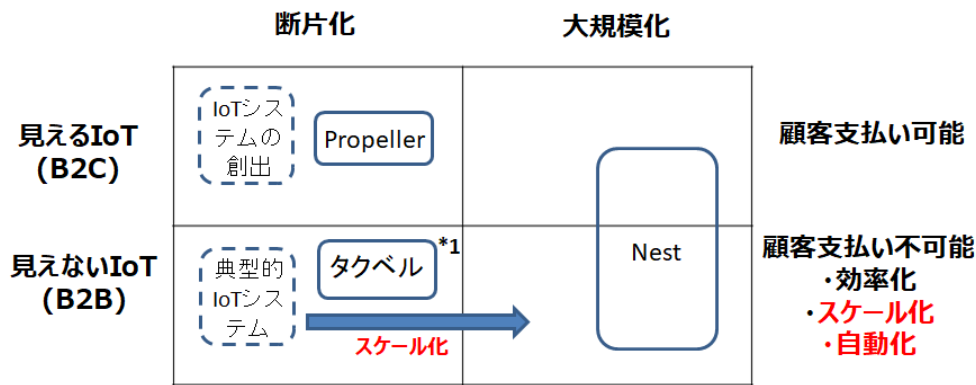 断片化
大規模化
見えるIoT
(B2C)
IoTシス
テムの
創出
Propeller
顧客支払い可能
見えないIoT
(B2B)
典型的
IoTシス
テム
タクベル
*1
スケール化
Nest
顧客支払い不可能
・効率化
・スケール化
・自動化